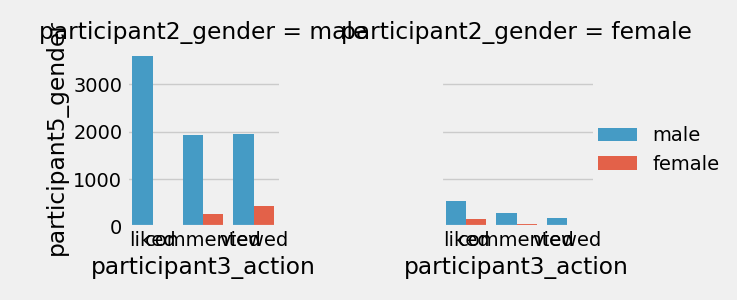 participant2_gender = male
participant2_gender = female
participant5_gender
3000
2000
1000
0
liked commented viewed
liked commented viewed
participant3_action
participant3_action
male
female